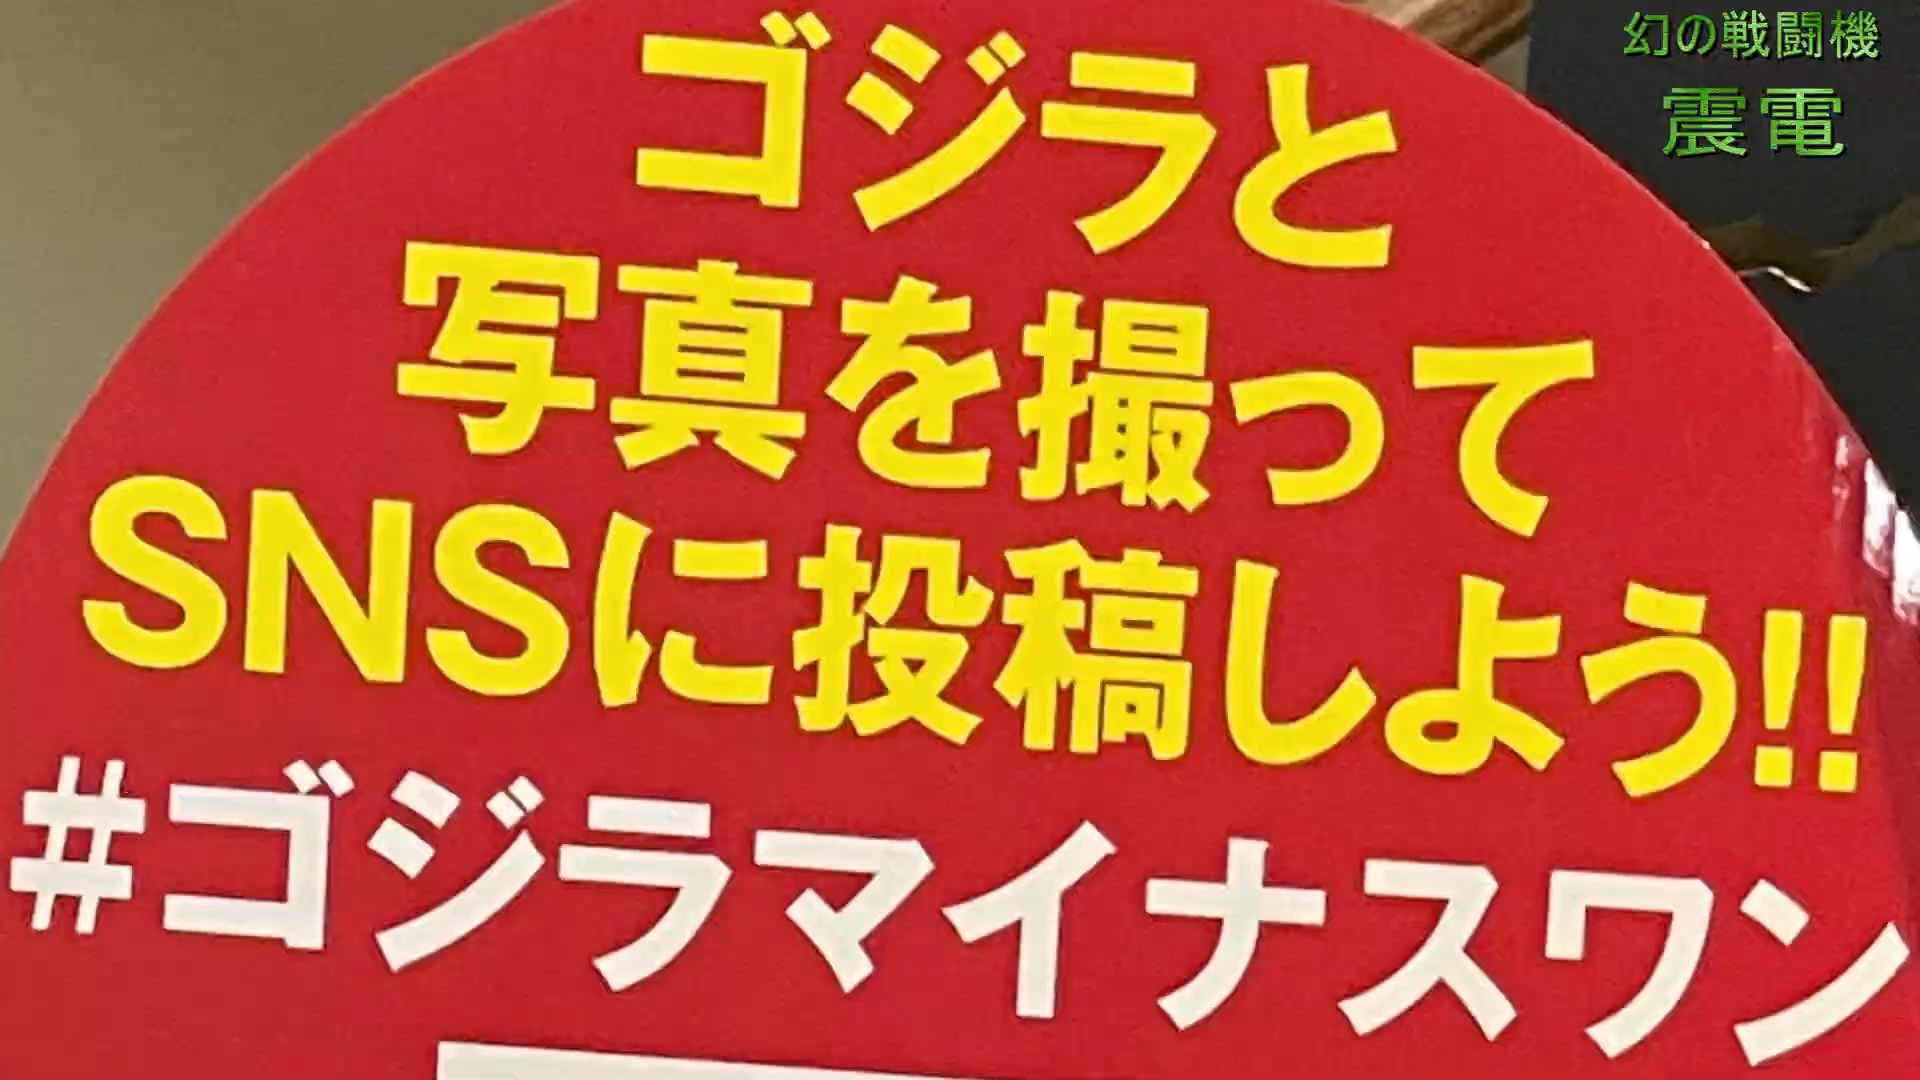 幻の戦闘機
震電
ゴジラと
写真を撮って
SNSに投稿しよう!!
#ゴジラマイナスワン